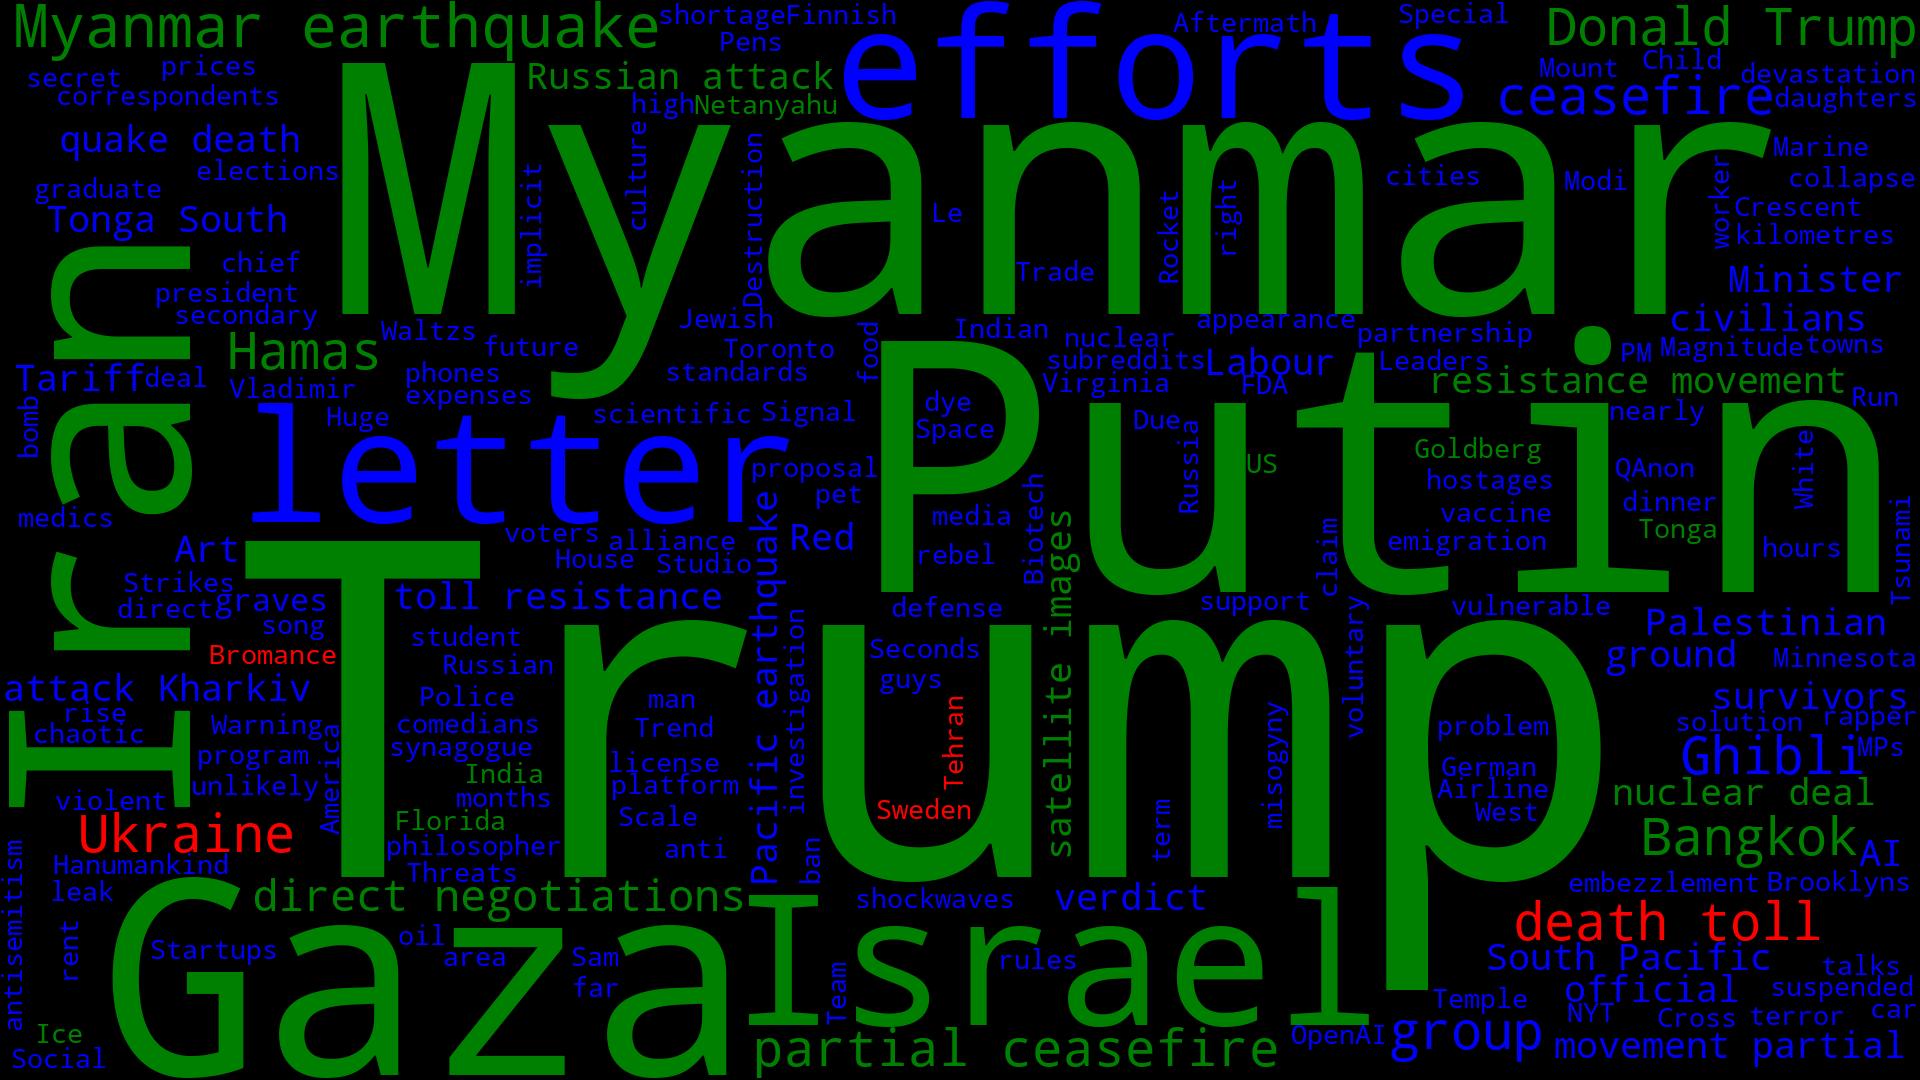 Myanmar earthquake
shortage
Finnish
Pens
efforts
Aftermath
Special
Donald Trump
secret
prices
correspondents
Russian attack
high
Netanyahu
Mount
Child
devastation
ceasefire
daughters
Myanmar
quake death
elections
graduate
Tonga South
implicit
culture
Destruction
Le
Trade
Rocket
right
cities
Modi
worker
Marine
collapse
Crescent
kilometres
Minister
chief
president
secondary
Iran
Hamas
Waltzs
future
Jewish
Toronto
standards
food
Indian
nuclear
appearance
partnership
subreddits
Labour
Leaders
civilians
PM
Magnitude
towns
Tariff
deal
Vladimir
phones
expenses
Virginia
FDA
resistance movement
bomb
Huge
scientific
Signal
letter
Putin
dye
Space
Due
Russia
US
nearly
Run
Goldberg
hostages
QAnon
White
vaccine
dinner
Tonga
emigration
hours
Tsunami
proposal
pet
media
rebel
Biotech
claim
medics
Art
voters
alliance
House
Studio
Red
Strikes
direct
graves
song
toll resistance
Pacific earthquake
satellite images
defense
support
vulnerable
Palestinian
ground
Minnesota
Bromance
Trump
student
Russian
Police
comedians
synagogue
India
months
Florida
philosopher
Threats
man
Trend
license
platform
Scale
anti
investigation
Seconds
guys
Tehran
Sweden
voluntary
misogyny
term
ban
problem
German
Airline
West
attack Kharkiv
rise
chaotic
Warning
program
unlikely
America
violent
survivors
solution
rapper
Ghibli
MPs
nuclear deal
Ukraine
Bangkok
AI
Hanumankind
leak
antisemitism
rent
direct negotiations
shockwaves
verdict
embezzlement
Brooklyns
death toll
Gaza
Startups
oil
area
Sam
far
Israel
Team
rules
South Pacific
talks
official
suspended
Temple
NYT
Cross
terror
car
Ice
Social
partial ceasefire
OpenAI
group
movement partial